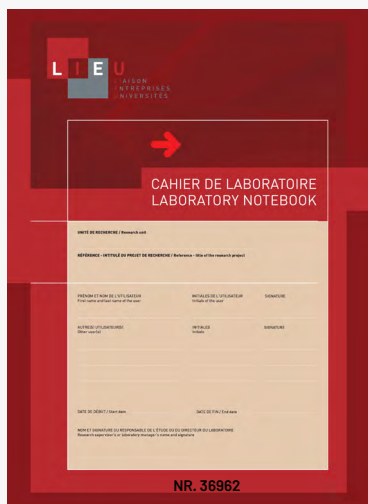 LIEU
LIAISON
ENTREPRISES
UNIVERSITÉS
CAHIER DE LABORATOIRE
LABORATORY NOTEBOOK
UNITÉ DE RECHERCHE / Research unit
RÉFÉRENCE - INTITULÉ DU PROJET DE RECHERCHE / Reference - title of the research project
PRÉNOM ET NOM DE L'UTILISATEUR INITIALES DE L'UTILISATEUR SIGNATURE
First name and last name of the user Initials of the user
AUTRE(S) UTILISATEUR(S) INITIALES SIGNATURE
Other user(s) Initials
DATE DE DÉBUT / Start date DATE DE FIN / End date
NOM ET SIGNATURE DU RESPONSABLE DE L'ÉTUDE OU DU DIRECTEUR DU LABORATOIRE
Research supervisor's or laboratory manager's name and signature
NR. 36962